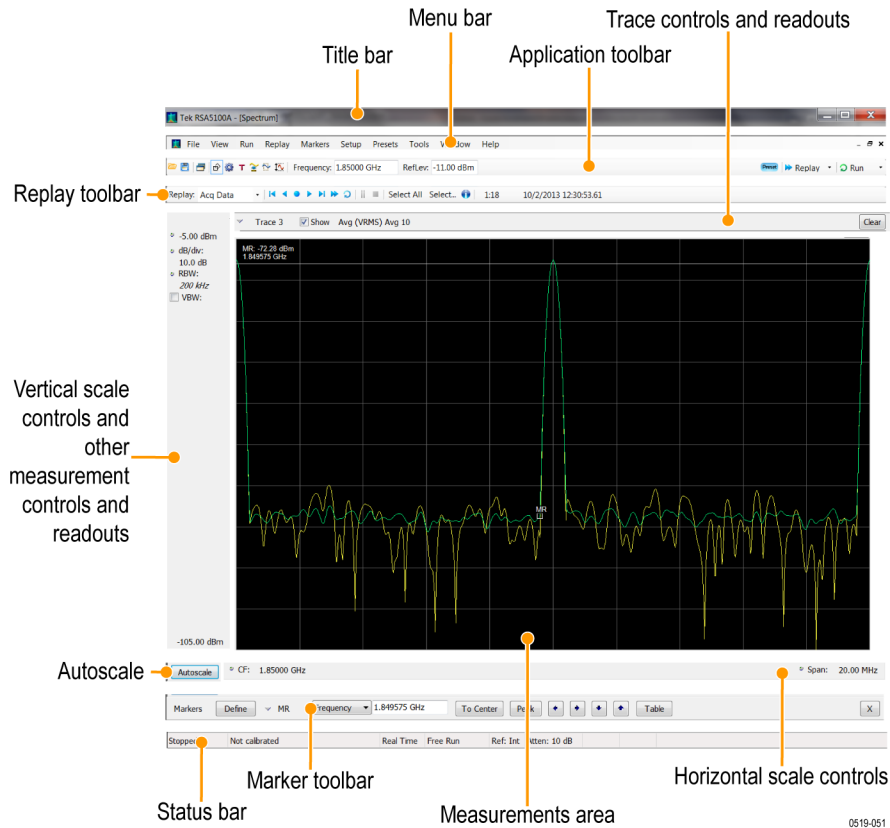 Menu bar
Trace controls and readouts
Title bar
Application toolbar
Tek RSA5100A - [Spectrum]
File View Run Replay Markers Setup Presets Tools Window Help
Frequency: 1.85000 GHz RefLev: -11.00 dBm Preset Replay Run
Replay toolbar
Replay: Acq Data Select All Select... 1:18 10/2/2013 12:30:53.61
Trace 3 Show Avg (VRMS) Avg 10 Clear
-5.00 dBm
dB/div:
10.0 dB
RBW:
200 kHz
VBW:
MR: -72.28 dBm
1.849575 GHz
MR
Vertical scale
controls and
other
measurement
controls and
readouts
-105.00 dBm
Autoscale
Autoscale CF: 1.85000 GHz Span: 20.00 MHz
Markers Define MR Frequency 1.849575 GHz To Center Peak Table X
Stopped Not calibrated Real Time Free Run Ref: Int Atten: 10 dB
Marker toolbar
Horizontal scale controls
Status bar
Measurements area
0519-051